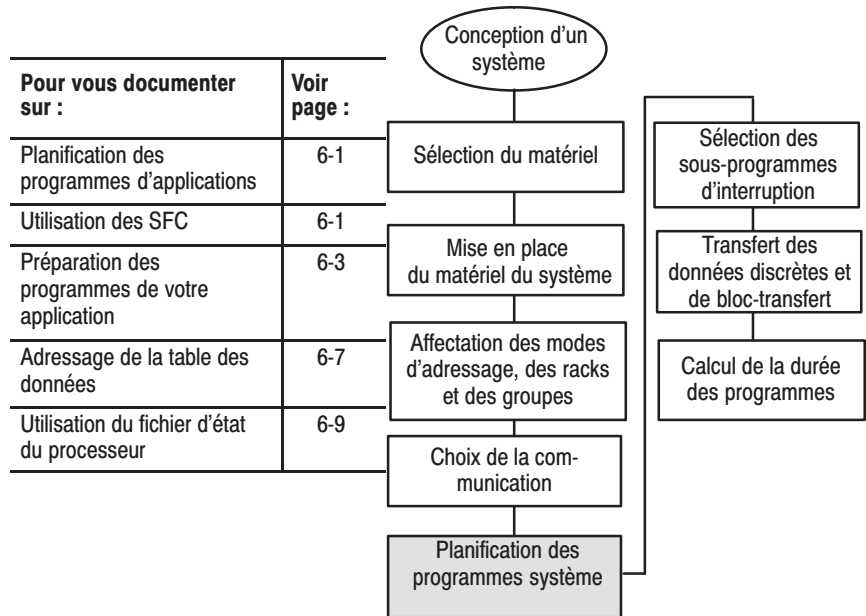 Pour vous documenter
sur :
Voir
page :
Planification des
programmes d'applications
6-1
Utilisation des SFC
6-1
Préparation des
programmes de votre
application
6-3
Adressage de la table des
données
6-7
Utilisation du fichier d'état
du processeur
6-9
Conception d'un
système
Sélection du matériel
Mise en place
du matériel du système
Affectation des modes
d'adressage, des racks
et des groupes
Choix de la com-
munication
Planification des
programmes système
Sélection des
sous-programmes
d'interruption
Transfert des
données discrètes et
de bloc-transfert
Calcul de la durée
des programmes